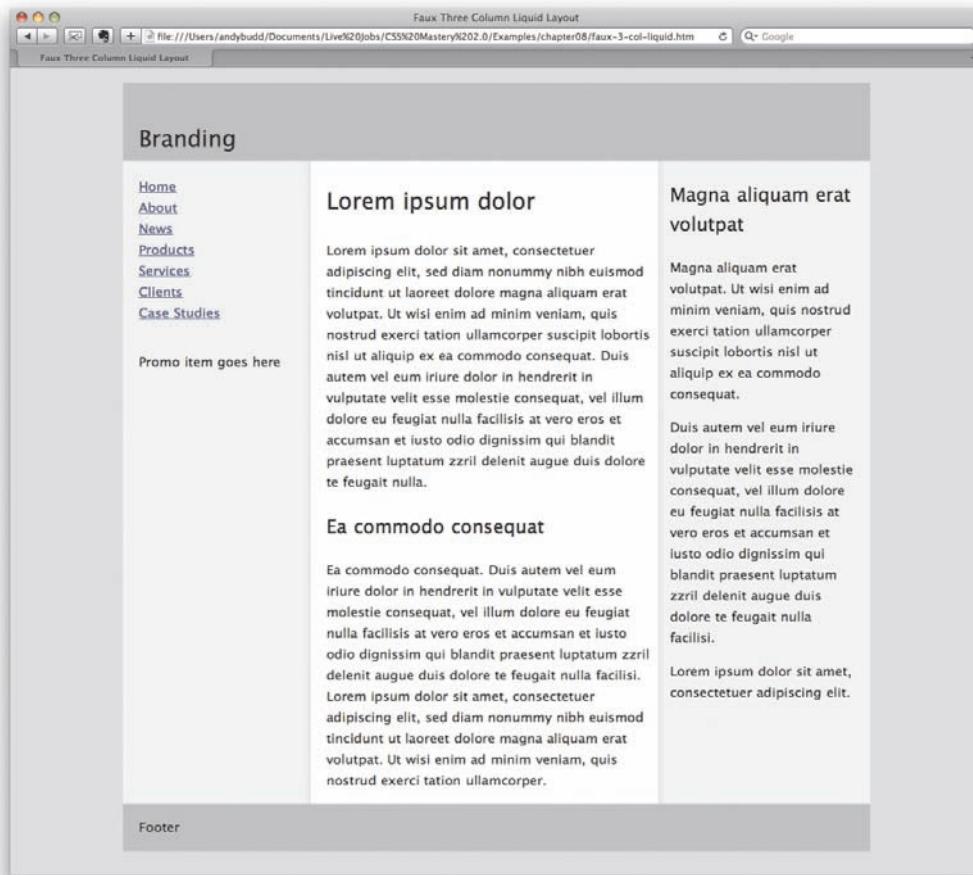 Faux Three Column Liquid Layout
file:///Users/andybudd/Documents/Live%20Jobs/CSS%20Mastery%202.0/Examples/chapter08/faux-3-col-liquid.htm
Google
Faux Three Column Liquid Layout
Branding
Home
About
News
Products
Services
Clients
Case Studies
Promo item goes here
Lorem ipsum dolor
Lorem ipsum dolor sit amet, consectetuer
adipiscing elit, sed diam nonummy nibh euismod
tincidunt ut laoreet dolore magna aliquam erat
volutpat. Ut wisi enim ad minim veniam, quis
nostrud exerci tation ullamcorper suscipit lobortis
nisl ut aliquip ex ea commodo consequat. Duis
autem vel eum iriure dolor in hendrerit in
vulputate velit esse molestie consequat, vel illum
dolore eu feugiat nulla facilisis at vero eros et
accumsan et iusto odio dignissim qui blandit
praesent luptatum zzril delenit augue duis dolore
te feugait nulla.
Ea commodo consequat
Ea commodo consequat. Duis autem vel eum
iriure dolor in hendrerit in vulputate velit esse
molestie consequat, vel illum dolore eu feugiat
nulla facilisis at vero eros et accumsan et iusto
odio dignissim qui blandit praesent luptatum zzril
delenit augue duis dolore te feugait nulla facilisi.
Lorem ipsum dolor sit amet, consectetuer
adipiscing elit, sed diam nonummy nibh euismod
tincidunt ut laoreet dolore magna aliquam erat
volutpat. Ut wisi enim ad minim veniam, quis
nostrud exerci tation ullamcorper.
Magna aliquam erat
volutpat
Magna aliquam erat
volutpat. Ut wisi enim ad
minim veniam, quis nostrud
exerci tation ullamcorper
suscipit lobortis nisl ut
aliquip ex ea commodo
consequat.
Duis autem vel eum iriure
dolor in hendrerit in
vulputate velit esse molestie
consequat, vel illum dolore
eu feugiat nulla facilisis at
vero eros et accumsan et
iusto odio dignissim qui
blandit praesent luptatum
zzril delenit augue duis
dolore te feugait nulla
facilisi.
Lorem ipsum dolor sit amet,
consectetuer adipiscing elit.
Footer